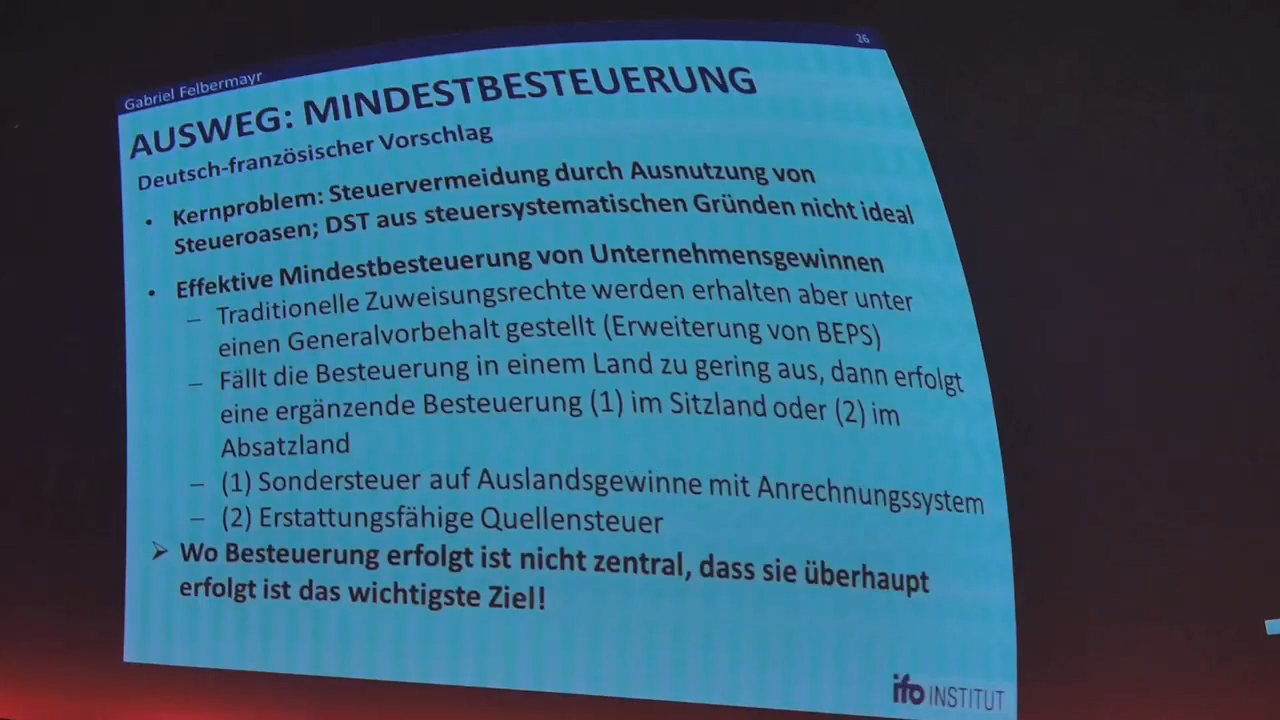 26
Gabriel Felbermayr
AUSWEG: MINDESTBESTEUERUNG
Deutsch-französischer Vorschlag
• Kernproblem: Steuervermeidung durch Ausnutzung von
Steueroasen; DST aus steuersystematischen Gründen nicht ideal
• Effektive Mindestbesteuerung von Unternehmensgewinnen
– Traditionelle Zuweisungsrechte werden erhalten aber unter
einen Generalvorbehalt gestellt (Erweiterung von BEPS)
– Fällt die Besteuerung in einem Land zu gering aus, dann erfolgt
eine ergänzende Besteuerung (1) im Sitzland oder (2) im
Absatzland
– (1) Sondersteuer auf Auslandsgewinne mit Anrechnungssystem
– (2) Erstattungsfähige Quellensteuer
➢ Wo Besteuerung erfolgt ist nicht zentral, dass sie überhaupt
erfolgt ist das wichtigste Ziel!
ifo INSTITUT